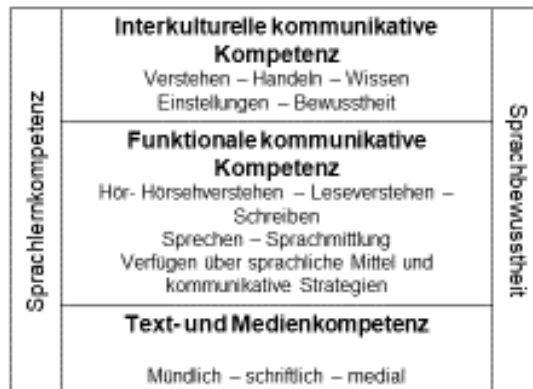 Sprachlernkompetenz
Interkulturelle kommunikative
Kompetenz
Verstehen – Handeln – Wissen
Einstellungen – Bewusstheit
Funktionale kommunikative
Kompetenz
Hör- Hörsehverstehen – Leseverstehen –
Schreiben
Sprechen – Sprachmittlung
Verfügen über sprachliche Mittel und
kommunikative Strategien
Text- und Medienkompetenz
Mündlich – schriftlich – medial
Sprachbewusstheit